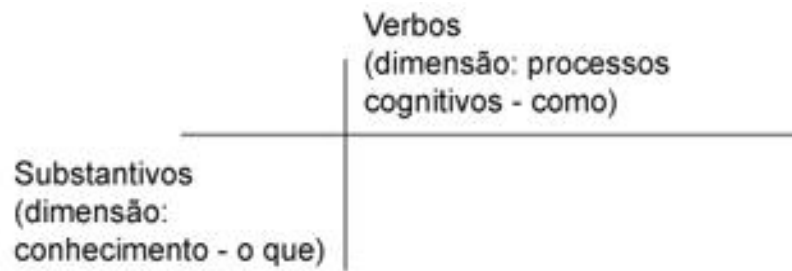 Verbos
(dimensão: processos
cognitivos - como)
Substantivos
(dimensão:
conhecimento - o que)